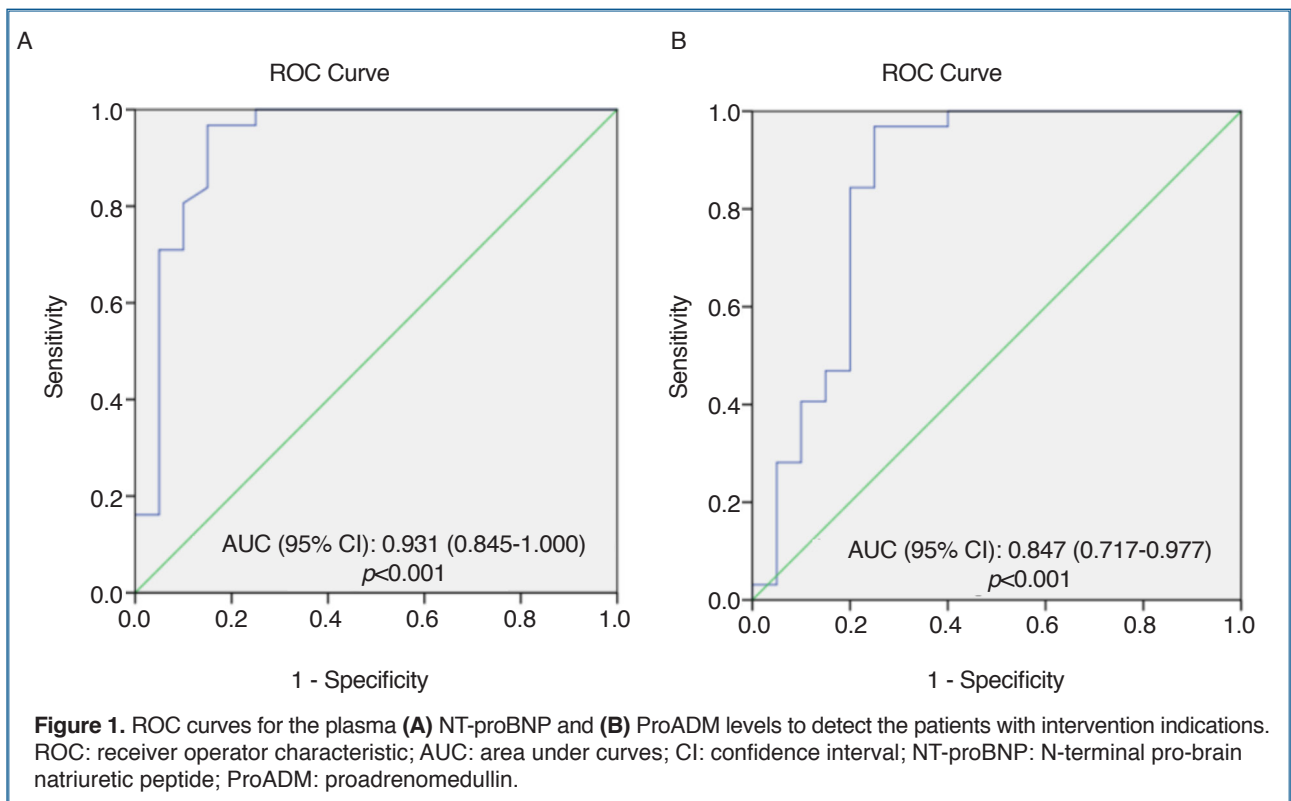 A
ROC Curve
1.0
0.8
0.6
0.4
0.2
0.0
Sensitivity
AUC (95% CI): 0.931 (0.845-1.000)
p<0.001
0.0 0.2 0.4 0.6 0.8 1.0
1 - Specificity
B
ROC Curve
1.0
0.8
0.6
0.4
0.2
0.0
Sensitivity
AUC (95% CI): 0.847 (0.717-0.977)
p<0.001
0.0 0.2 0.4 0.6 0.8 1.0
1 - Specificity
Figure 1. ROC curves for the plasma (A) NT-proBNP and (B) ProADM levels to detect the patients with intervention indications.
ROC: receiver operator characteristic; AUC: area under curves; CI: confidence interval; NT-proBNP: N-terminal pro-brain
natriuretic peptide; ProADM: proadrenomedullin.